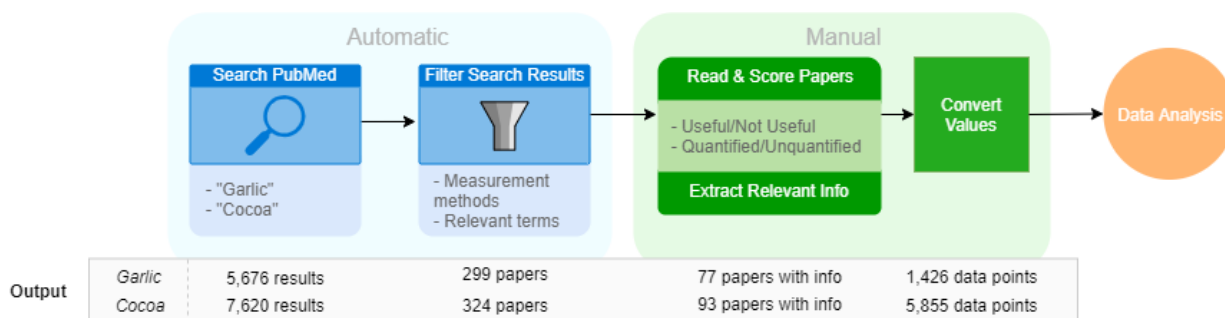 Automatic
Manual
Search PubMed
Filter Search Results
Read & Score Papers
Convert
Values
Data Analysis
- Useful/Not Useful
- Quantified/Unquantified
- "Garlic"
- "Cocoa"
- Measurement
methods
- Relevant terms
Extract Relevant Info
Output
Garlic 5,676 results 299 papers 77 papers with info 1,426 data points
Cocoa 7,620 results 324 papers 93 papers with info 5,855 data points